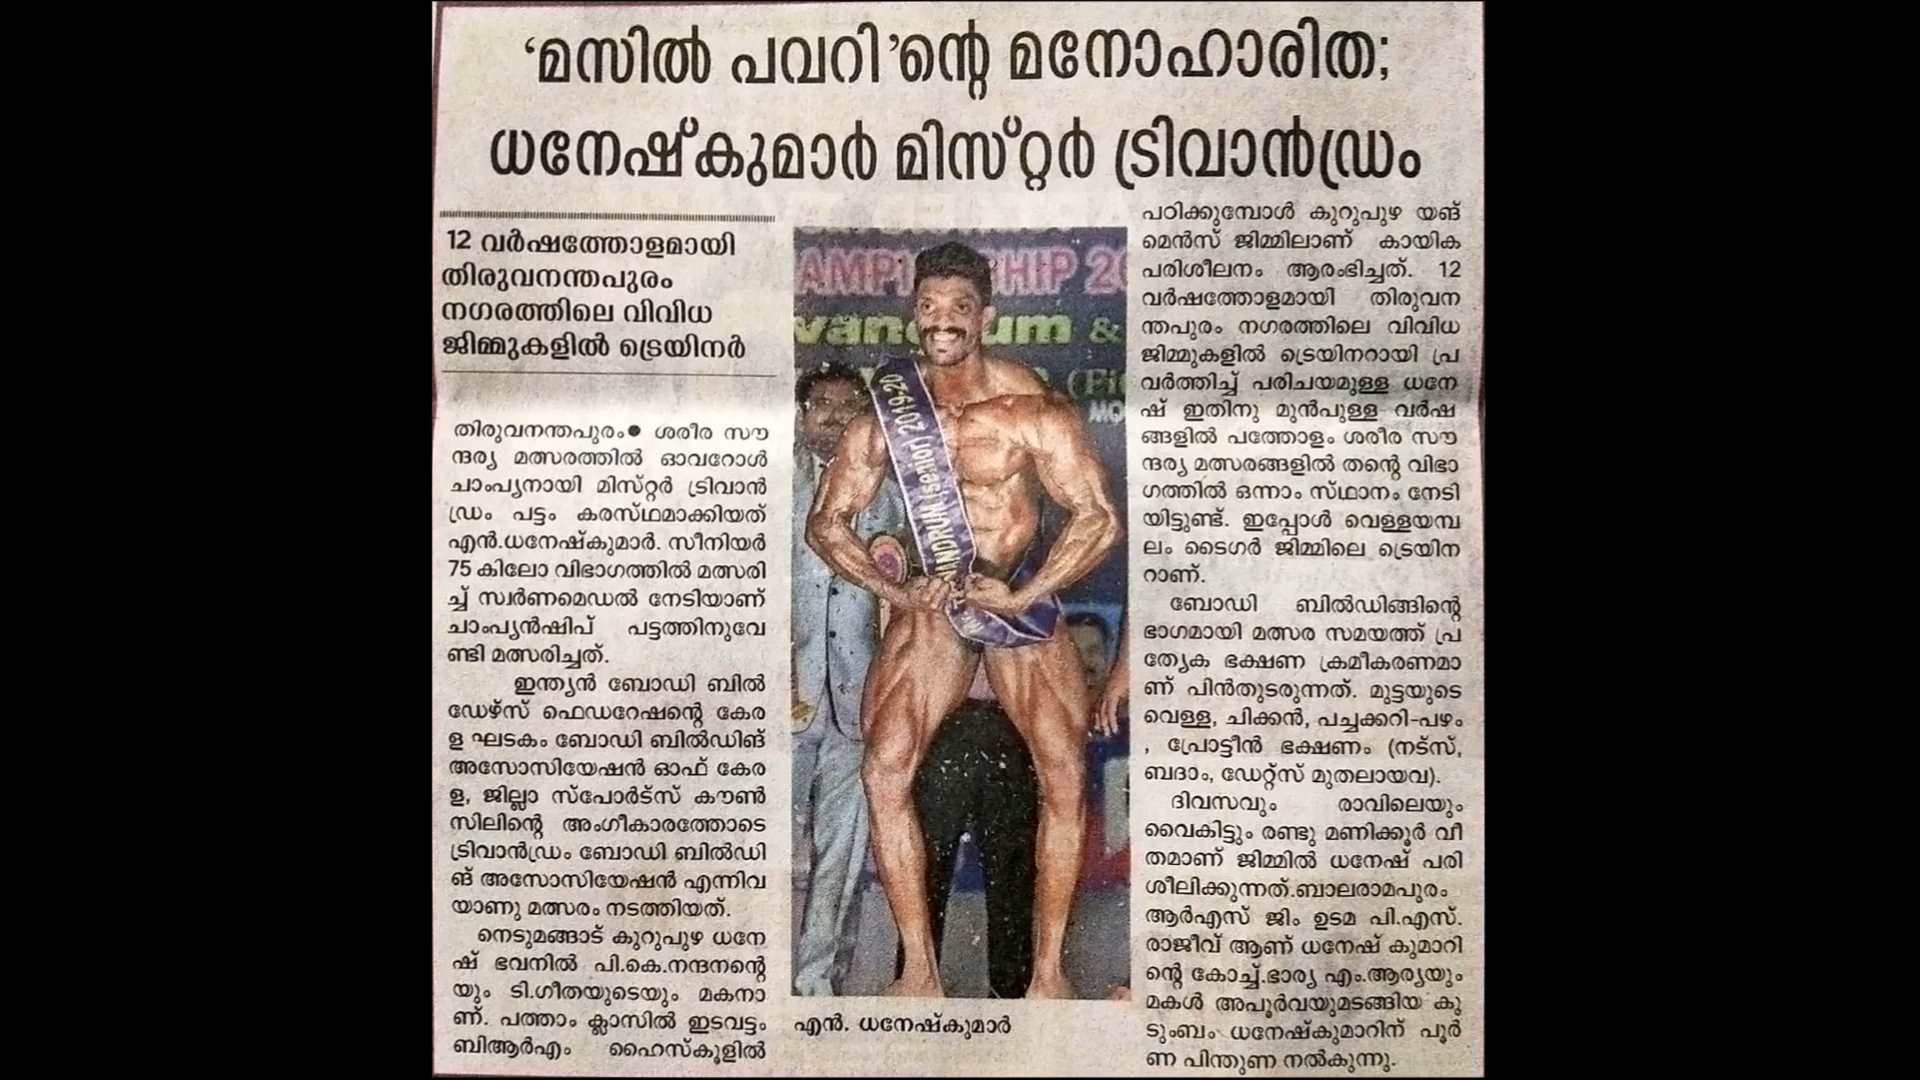 ‘മസിൽ പവറി’ന്റെ മനോഹാരിത;
ധനേഷ്കുമാർ മിസ്റ്റർ ട്രിവാൻഡ്രം
12 വർഷത്തോളമായി
തിരുവനന്തപുരം
നഗരത്തിലെ വിവിധ
ജിമ്മുകളിൽ ട്രെയിനർ
തിരുവനന്തപുരം● ശരീര സൗ
ന്ദര്യ മത്സരത്തിൽ ഓവറോൾ
ചാംപ്യനായി മിസ്റ്റർ ട്രിവാൻ
ഡ്രം പട്ടം കരസ്ഥമാക്കിയത്
എൻ.ധനേഷ്കുമാർ. സീനിയർ
75 കിലോ വിഭാഗത്തിൽ മത്സരി
ച്ച് സ്വർണമെഡൽ നേടിയാണ്
ചാംപ്യൻഷിപ് പട്ടത്തിനുവേ
ണ്ടി മത്സരിച്ചത്.
ഇന്ത്യൻ ബോഡി ബിൽ
ഡേഴ്സ് ഫെഡറേഷന്റെ കേര
ള ഘടകം ബോഡി ബിൽഡിങ്
അസോസിയേഷൻ ഓഫ് കേര
ള, ജില്ലാ സ്പോർട്സ് കൗൺ
സിലിന്റെ അംഗീകാരത്തോടെ
ട്രിവാൻഡ്രം ബോഡി ബിൽഡി
ങ് അസോസിയേഷൻ എന്നിവ
യാണു മത്സരം നടത്തിയത്.
നെടുമങ്ങാട് കുറുപുഴ ധനേ
ഷ് ഭവനിൽ പി.കെ.നന്ദനന്റെ
യും ടി.ഗീതയുടെയും മകനാ
ണ്. പത്താം ക്ലാസിൽ ഇടവട്ടം
ബിആർഎം ഹൈസ്കൂളിൽ
AMPIONSHIP 20
&
2019-20
(senior)
എൻ. ധനേഷ്കുമാർ
പഠിക്കുമ്പോൾ കുറുപുഴ യങ്
മെൻസ് ജിമ്മിലാണ് കായിക
പരിശീലനം ആരംഭിച്ചത്. 12
വർഷത്തോളമായി തിരുവന
ന്തപുരം നഗരത്തിലെ വിവിധ
ജിമ്മുകളിൽ ട്രെയിനറായി പ്ര
വർത്തിച്ച് പരിചയമുള്ള ധനേ
ഷ് ഇതിനു മുൻപുള്ള വർഷ
ങ്ങളിൽ പത്തോളം ശരീര സൗ
ന്ദര്യ മത്സരങ്ങളിൽ തന്റെ വിഭാ
ഗത്തിൽ ഒന്നാം സ്ഥാനം നേടി
യിട്ടുണ്ട്. ഇപ്പോൾ വെള്ളയമ്പ
ലം ടൈഗർ ജിമ്മിലെ ട്രെയിന
റാണ്.
ബോഡി ബിൽഡിങ്ങിന്റെ
ഭാഗമായി മത്സര സമയത്ത് പ്ര
ത്യേക ഭക്ഷണ ക്രമീകരണമാ
ണ് പിൻതുടരുന്നത്. മുട്ടയുടെ
വെള്ള, ചിക്കൻ, പച്ചക്കറി-പഴം
, പ്രോട്ടീൻ ഭക്ഷണം (നട്സ്,
ബദാം, ഡേറ്റ്സ് മുതലായവ).
ദിവസവും രാവിലെയും
വൈകിട്ടും രണ്ടു മണിക്കൂർ വീ
തമാണ് ജിമ്മിൽ ധനേഷ് പരി
ശീലിക്കുന്നത്.ബാലരാമപുരം
ആർഎസ് ജിം ഉടമ പി.എസ്.
രാജീവ് ആണ് ധനേഷ് കുമാറി
ന്റെ കോച്ച്.ഭാര്യ എം.ആര്യയും
മകൾ അപൂർവയുമടങ്ങിയ കു
ടുംബം ധനേഷ്കുമാറിന് പൂർ
ണ പിന്തുണ നൽകുന്നു.